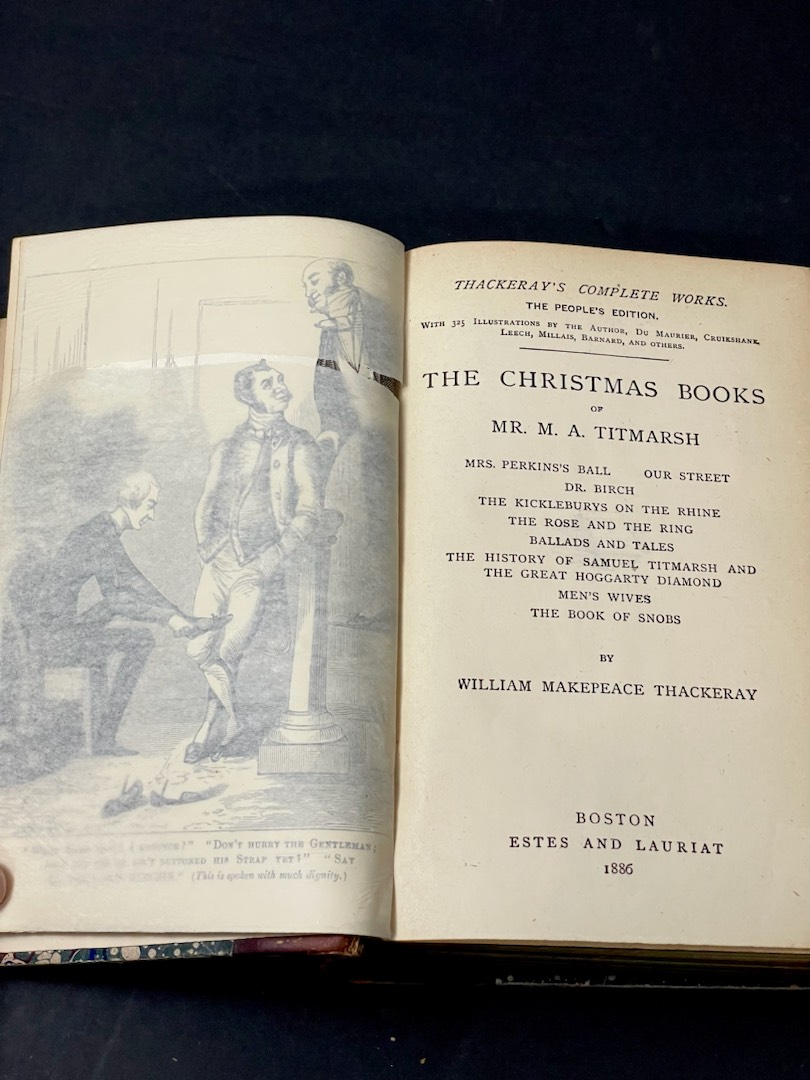 "DON'T HURRY THE GENTLEMAN;
BUTTONED HIS STRAP YET?" "SAY
(This is spoken with much dignity.)
THACKERAY'S COMPLETE WORKS.
THE PEOPLE'S EDITION.
WITH 325 ILLUSTRATIONS BY THE AUTHOR, DU MAURIER, CRUIKSHANK,
LEECH, MILLAIS, BARNARD, AND OTHERS.
THE CHRISTMAS BOOKS
OF
MR. M. A. TITMARSH
MRS. PERKINS'S BALL OUR STREET
DR. BIRCH
THE KICKLEBURYS ON THE RHINE
THE ROSE AND THE RING
BALLADS AND TALES
THE HISTORY OF SAMUEL TITMARSH AND
THE GREAT HOGGARTY DIAMOND
MEN'S WIVES
THE BOOK OF SNOBS
BY
WILLIAM MAKEPEACE THACKERAY
BOSTON
ESTES AND LAURIAT
1886